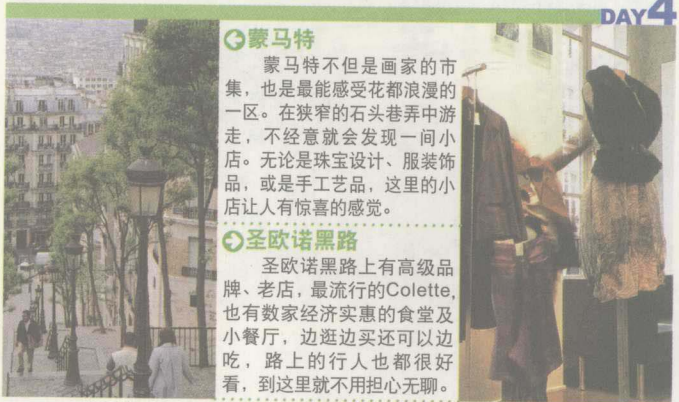 DAY4
蒙马特
蒙马特不但是画家的市
集，也是最能感受花都浪漫的
一区。在狭窄的石头巷弄中游
走，不经意就会发现一间小
店。无论是珠宝设计、服装饰
品，或是手工艺品，这里的小
店让人有惊喜的感觉。
圣欧诺黑路
圣欧诺黑路上有高级品
牌、老店，最流行的Colette,
也有数家经济实惠的食堂及
小餐厅，边逛边买还可以边
吃，路上的行人也都很好
看，到这里就不用担心无聊。